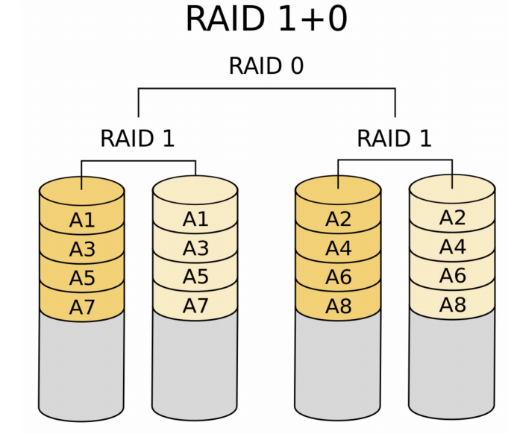 RAID 1+0
RAID 0
RAID 1 RAID 1
A1 A1 A2 A2
A3 A3 A4 A4
A5 A5 A6 A6
A7 A7 A8 A8